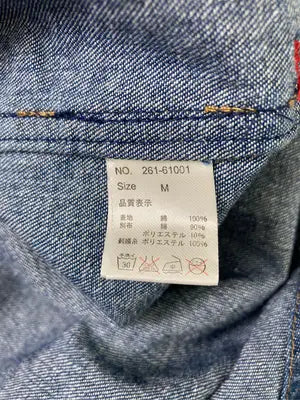 NO. 261-61001
Size M
品質表示
表地 綿 100%
別布 綿 90%
ポリエステル 10%
刺繍糸 ポリエステル 100%
30